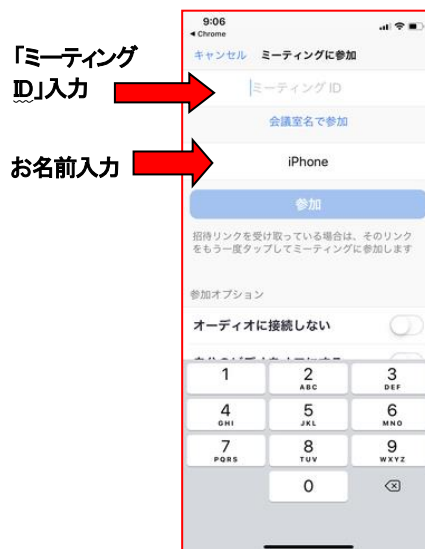 9:06
◀ Chrome
キャンセル ミーティングに参加
「ミーティング
ID」入力
ミーティング ID
会議室名で参加
お名前入力
iPhone
参加
招待リンクを受け取っている場合は、そのリンク
をもう一度タップしてミーティングに参加します
参加オプション
オーディオに接続しない
1 2 3
ABC DEF
4 5 6
GHI JKL MNO
7 8 9
PQRS TUV WXYZ
0